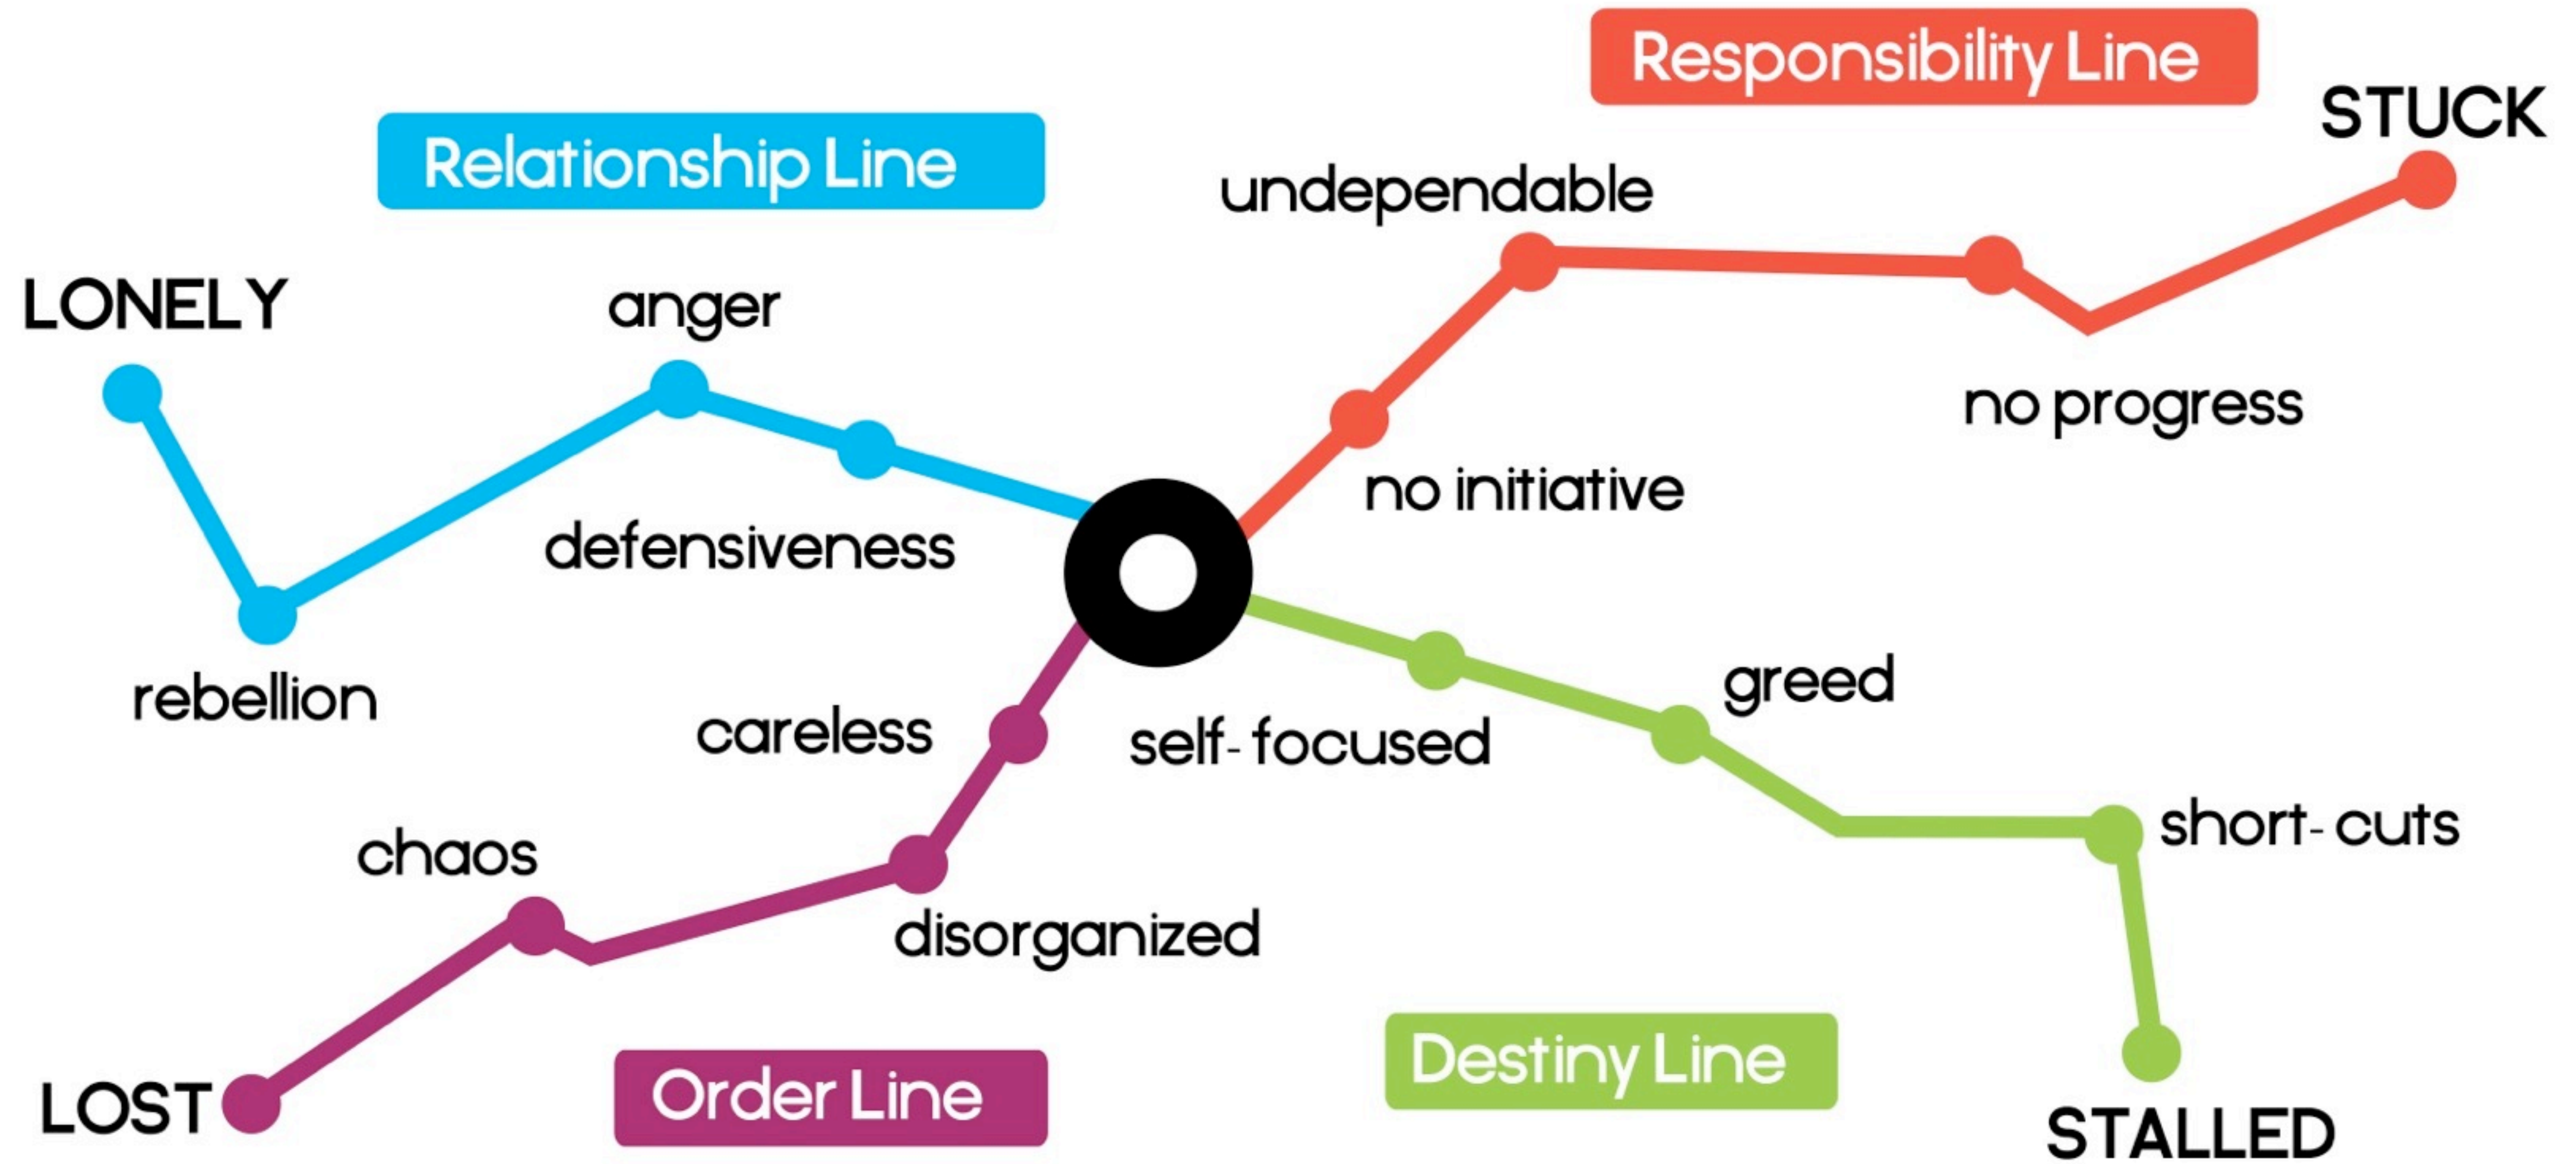 Responsibility Line
STUCK
Relationship Line
undependable
LONELY
anger
no progress
no initiative
defensiveness
rebellion
careless
self-focused
greed
chaos
short-cuts
disorganized
Destiny Line
Order Line
LOST
STALLED